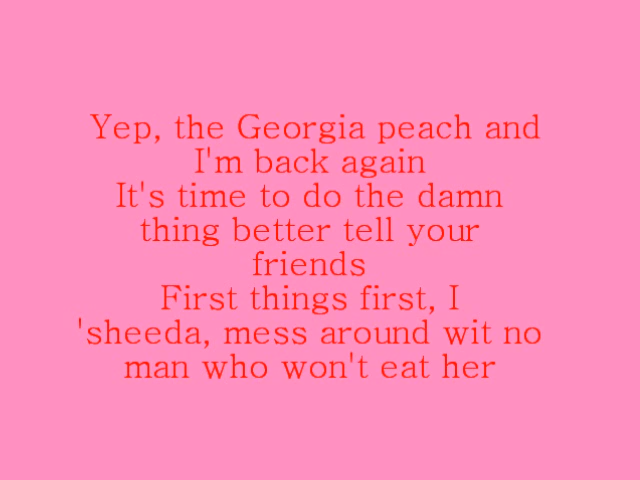 Yep, the Georgia peach and
I'm back again
It's time to do the damn
thing better tell your
friends
First things first, I
'sheeda, mess around wit no
man who won't eat her